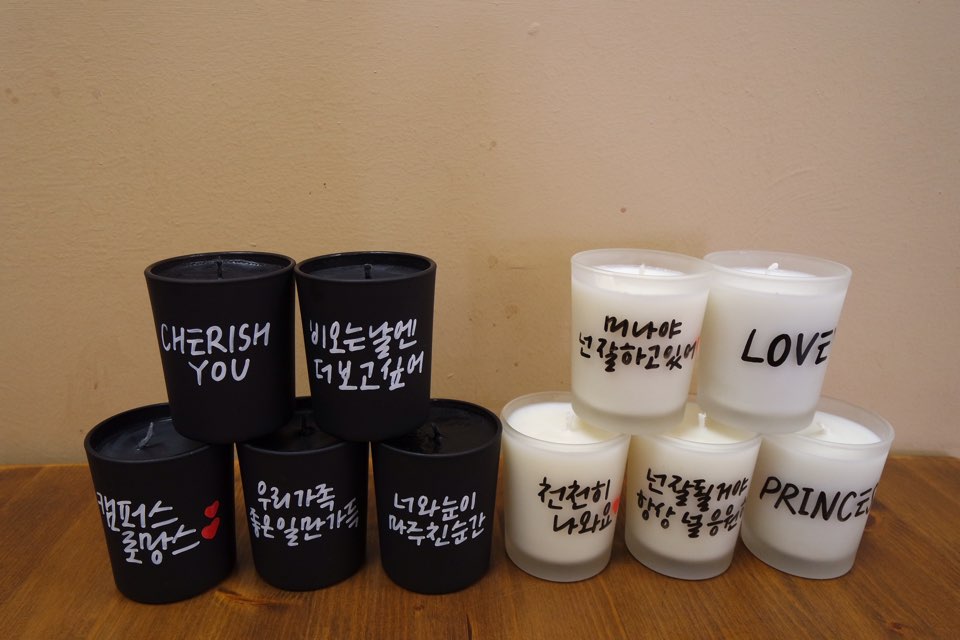 CHERISH
YOU
비오는날엔
더보고싶어
미나야
넌 잘하고있어
LOVE
캠퍼스
로망스
우리가족
좋은일만가득
너와눈이
마주친순간
천천히
나와요
넌잘될거야
항상 널응원
PRINCES